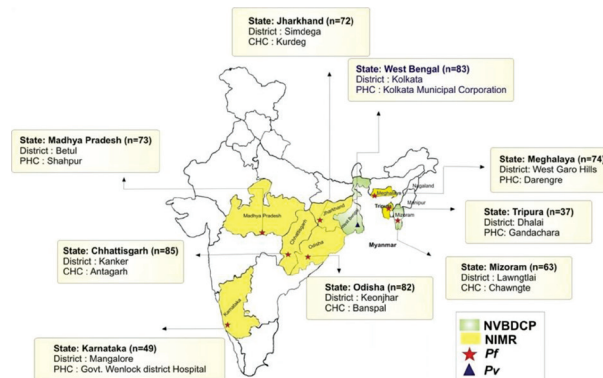 State: Jharkhand (n=72)
District : Simdega
CHC : Kurdeg
State: West Bengal (n=83)
District : Kolkata
PHC : Kolkata Municipal Corporation
State: Madhya Pradesh (n=73)
District : Betul
PHC : Shahpur
State: Meghalaya (n=74)
District: West Garo Hills
PHC: Darengre
State: Tripura (n=37)
District: Dhalai
PHC: Gandachara
State: Chhattisgarh (n=85)
District : Kanker
CHC : Antagarh
State: Odisha (n=82)
District : Keonjhar
CHC : Banspal
State: Mizoram (n=63)
District : Lawngtlai
CHC : Chawngte
State: Karnataka (n=49)
District : Mangalore
PHC : Govt. Wenlock district Hospital
Madhya Pradesh
Chhattisgarh
Jharkhand
Odisha
Karnataka
Meghalaya
Nagaland
Manipur
Tripura
Mizoram
Myanmar
NVBDCP
NIMR
Pf
Pv